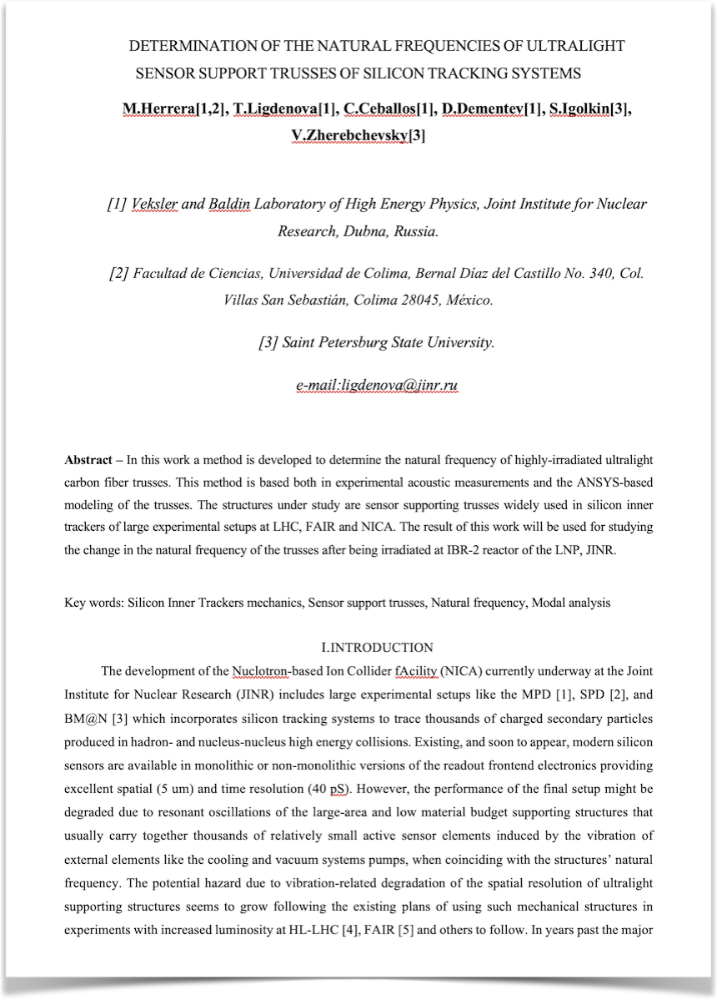 DETERMINATION OF THE NATURAL FREQUENCIES OF ULTRALIGHT
SENSOR SUPPORT TRUSSES OF SILICON TRACKING SYSTEMS
M.Herrera[1,2], T.Ligdenova[1], C.Ceballos[1], D.Dementev[1], S.Igolkin[3],
V.Zherebchevsky[3]
[1] Veksler and Baldin Laboratory of High Energy Physics, Joint Institute for Nuclear
Research, Dubna, Russia.
[2] Facultad de Ciencias, Universidad de Colima, Bernal Díaz del Castillo No. 340, Col.
Villas San Sebastián, Colima 28045, México.
[3] Saint Petersburg State University.
e-mail:ligdenova@jinr.ru
Abstract – In this work a method is developed to determine the natural frequency of highly-irradiated ultralight
carbon fiber trusses. This method is based both in experimental acoustic measurements and the ANSYS-based
modeling of the trusses. The structures under study are sensor supporting trusses widely used in silicon inner
trackers of large experimental setups at LHC, FAIR and NICA. The result of this work will be used for studying
the change in the natural frequency of the trusses after being irradiated at IBR-2 reactor of the LNP, JINR.
Key words: Silicon Inner Trackers mechanics, Sensor support trusses, Natural frequency, Modal analysis
I.INTRODUCTION
The development of the Nuclotron-based Ion Collider fAcility (NICA) currently underway at the Joint
Institute for Nuclear Research (JINR) includes large experimental setups like the MPD [1], SPD [2], and
BM@N [3] which incorporates silicon tracking systems to trace thousands of charged secondary particles
produced in hadron- and nucleus-nucleus high energy collisions. Existing, and soon to appear, modern silicon
sensors are available in monolithic or non-monolithic versions of the readout frontend electronics providing
excellent spatial (5 um) and time resolution (40 pS). However, the performance of the final setup might be
degraded due to resonant oscillations of the large-area and low material budget supporting structures that
usually carry together thousands of relatively small active sensor elements induced by the vibration of
external elements like the cooling and vacuum systems pumps, when coinciding with the structures’ natural
frequency. The potential hazard due to vibration-related degradation of the spatial resolution of ultralight
supporting structures seems to grow following the existing plans of using such mechanical structures in
experiments with increased luminosity at HL-LHC [4], FAIR [5] and others to follow. In years past the major